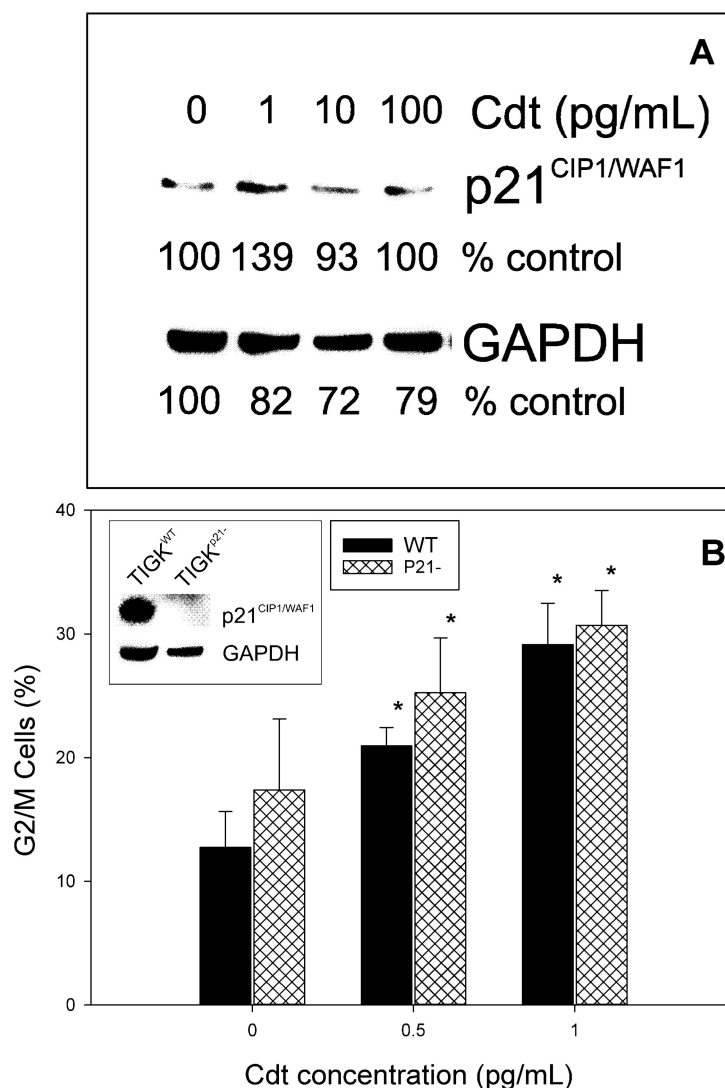 A
0 1 10 100 Cdt (pg/mL)
p21CIP1/WAF1
100 139 93 100 % control
GAPDH
100 82 72 79 % control
B
TIGKWT TIGKp21-
p21CIP1/WAF1
GAPDH
WT
P21-
* *
* *
40
30
20
10
0
G2/M Cells (%)
0 0.5 1
Cdt concentration (pg/mL)